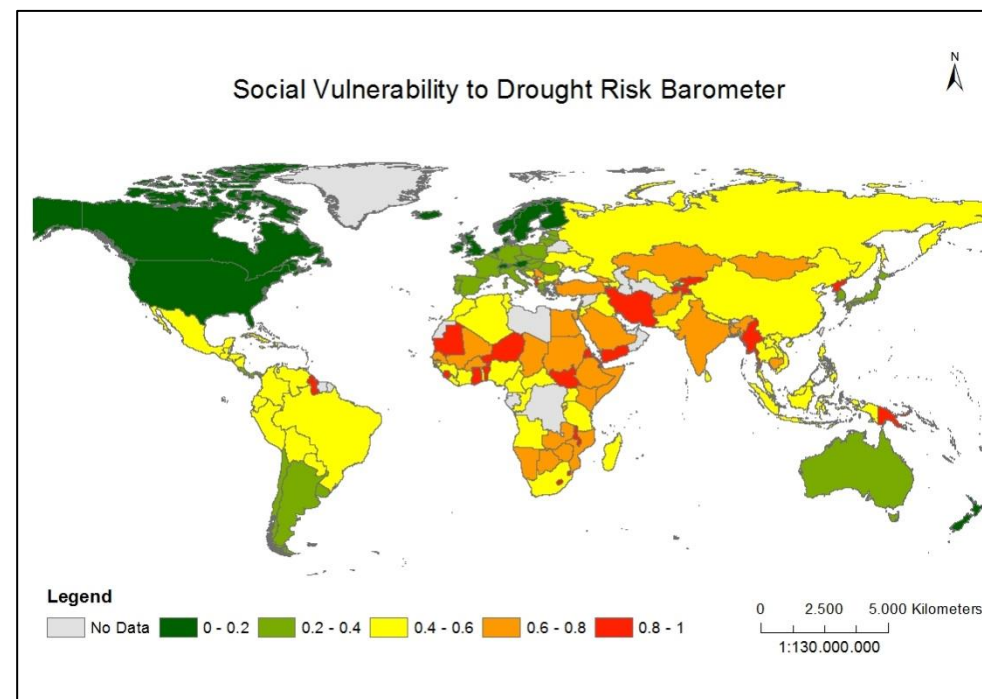 N
Social Vulnerability to Drought Risk Barometer
Legend
No Data 0 - 0.2 0.2 - 0.4 0.4 - 0.6 0.6 - 0.8 0.8 - 1
0 2.500 5.000 Kilometers
1:130.000.000